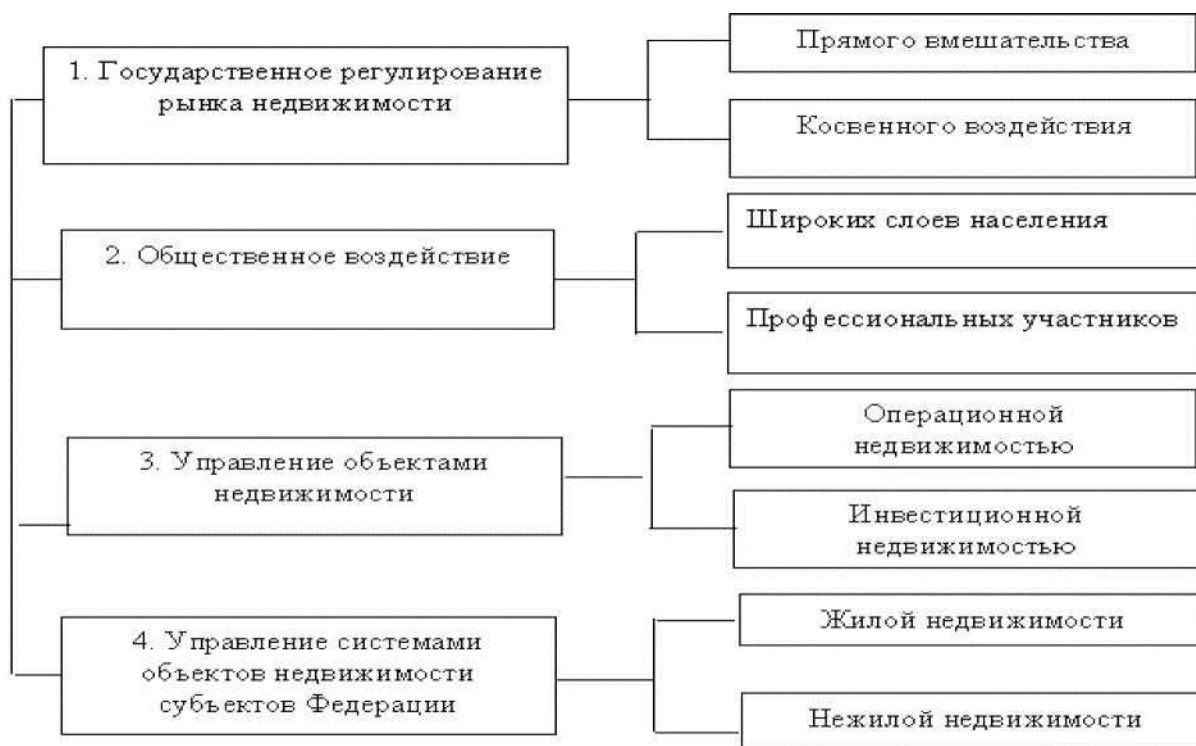 1. Государственное регулирование
рынка недвижимости
Прямого вмешательства
Косвенного воздействия
2. Общественное воздействие
Широких слоев населения
Профессиональных участников
3. Управление объектами
недвижимости
Операционной
недвижимостью
Инвестиционной
недвижимостью
4. Управление системами
объектов недвижимости
субъектов Федерации
Жилой недвижимости
Нежилой недвижимости